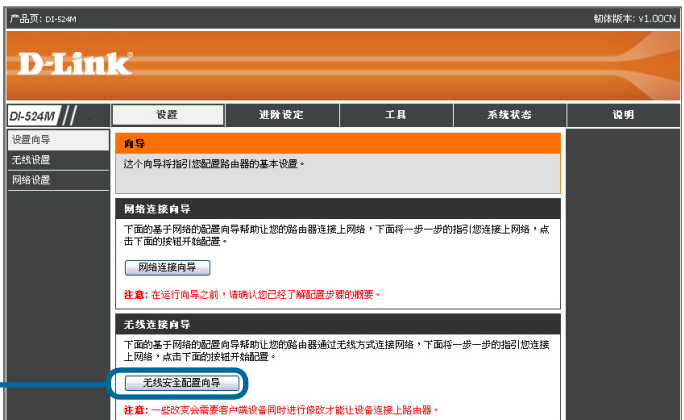 产品页: DI-524M 韧体版本: v1.00CN
D-Link®
DI-524M // 设置 进阶设定 工具 系统状态 说明
设置向导
无线设置
网络设置
向导
这个向导将指引您配置路由器的基本设置。
网络连接向导
下面的基于网络的配置向导帮助让您的路由器连接上网络，下面将一步一步的指引您连接上网络，点
击下面的按钮开始配置。
网络连接向导
注意: 在运行向导之前，请确认您已经了解配置步骤的概要。
无线连接向导
下面的基于网络的配置向导帮助让您的路由器通过无线方式连接网络，下面将一步一步的指引您连接
上网络，点击下面的按钮开始配置。
无线安全配置向导
注意: 一些改变会需要客户端设备同时进行修改才能让设备连接上路由器。